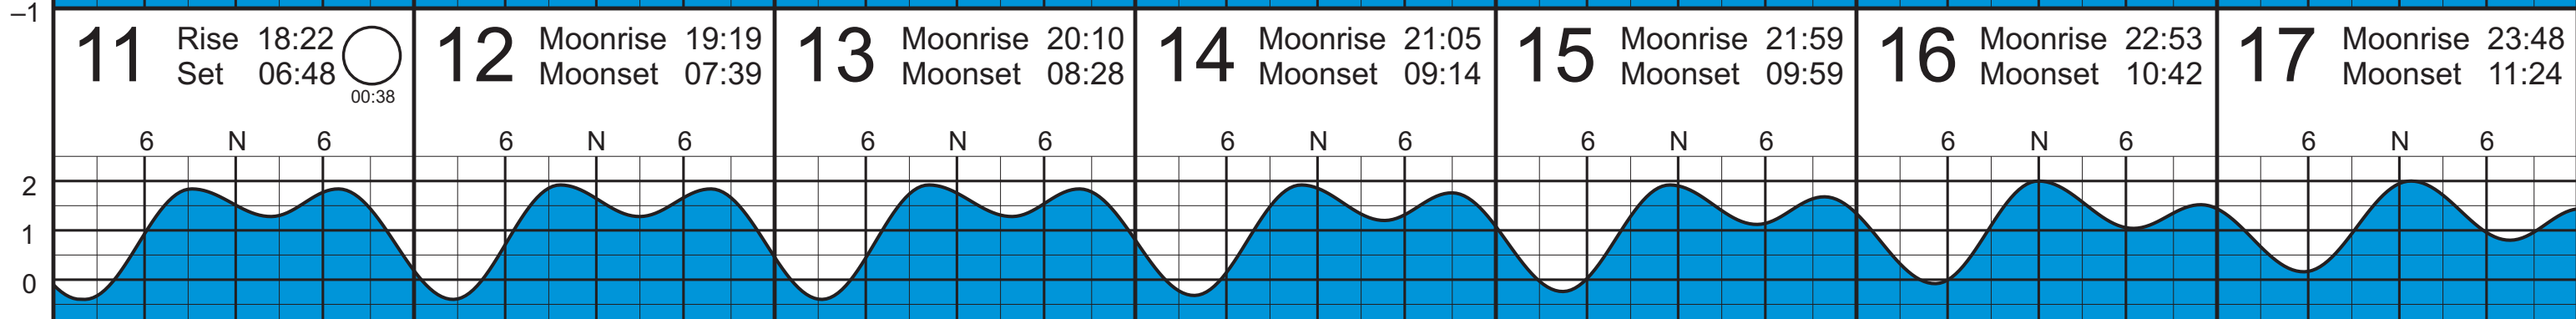 –1
11 Rise 18:22
Set 06:48
00:38
12 Moonrise 19:19
Moonset 07:39
13 Moonrise 20:10
Moonset 08:28
14 Moonrise 21:05
Moonset 09:14
15 Moonrise 21:59
Moonset 09:59
16 Moonrise 22:53
Moonset 10:42
17 Moonrise 23:48
Moonset 11:24
6 N 6 6 N 6 6 N 6 6 N 6 6 N 6 6 N 6 6 N 6
2
1
0